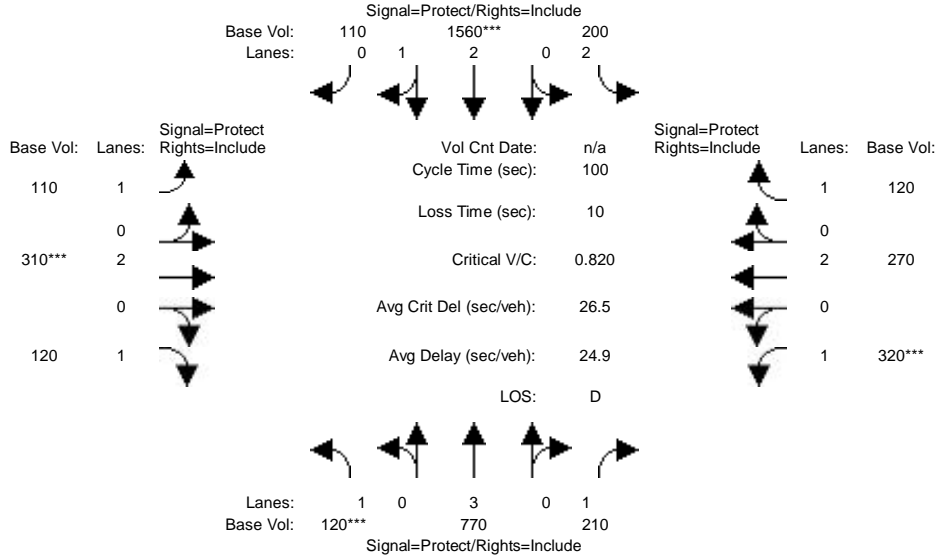 Signal=Protect/Rights=Include
Base Vol: 110 1560*** 200
Lanes: 0 1 2 0 2
Signal=Protect Signal=Protect
Base Vol: Lanes: Rights=Include Vol Cnt Date: n/a Rights=Include Lanes: Base Vol:
Cycle Time (sec): 100
110 1 1 120
Loss Time (sec): 10
0 0
310*** 2 Critical V/C: 0.820 2 270
0 Avg Crit Del (sec/veh): 26.5 0
120 1 Avg Delay (sec/veh): 24.9 1 320***
LOS: D
Lanes: 1 0 3 0 1
Base Vol: 120*** 770 210
Signal=Protect/Rights=Include